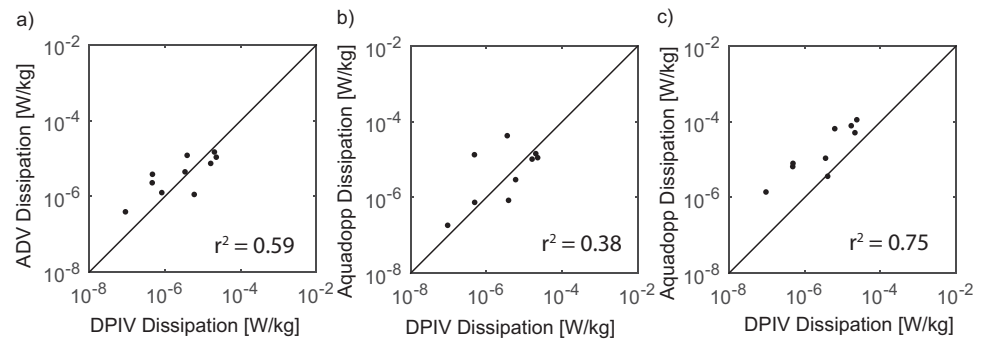 a)
ADV Dissipation [W/kg]
10⁻²
10⁻⁴
10⁻⁶
10⁻⁸
r² = 0.59
10⁻⁸ 10⁻⁶ 10⁻⁴ 10⁻²
DPIV Dissipation [W/kg]
b)
Aquadopp Dissipation [W/kg]
10⁻²
10⁻⁴
10⁻⁶
10⁻⁸
r² = 0.38
10⁻⁸ 10⁻⁶ 10⁻⁴ 10⁻²
DPIV Dissipation [W/kg]
c)
Aquadopp Dissipation [W/kg]
10⁻²
10⁻⁴
10⁻⁶
10⁻⁸
r² = 0.75
10⁻⁸ 10⁻⁶ 10⁻⁴ 10⁻²
DPIV Dissipation [W/kg]